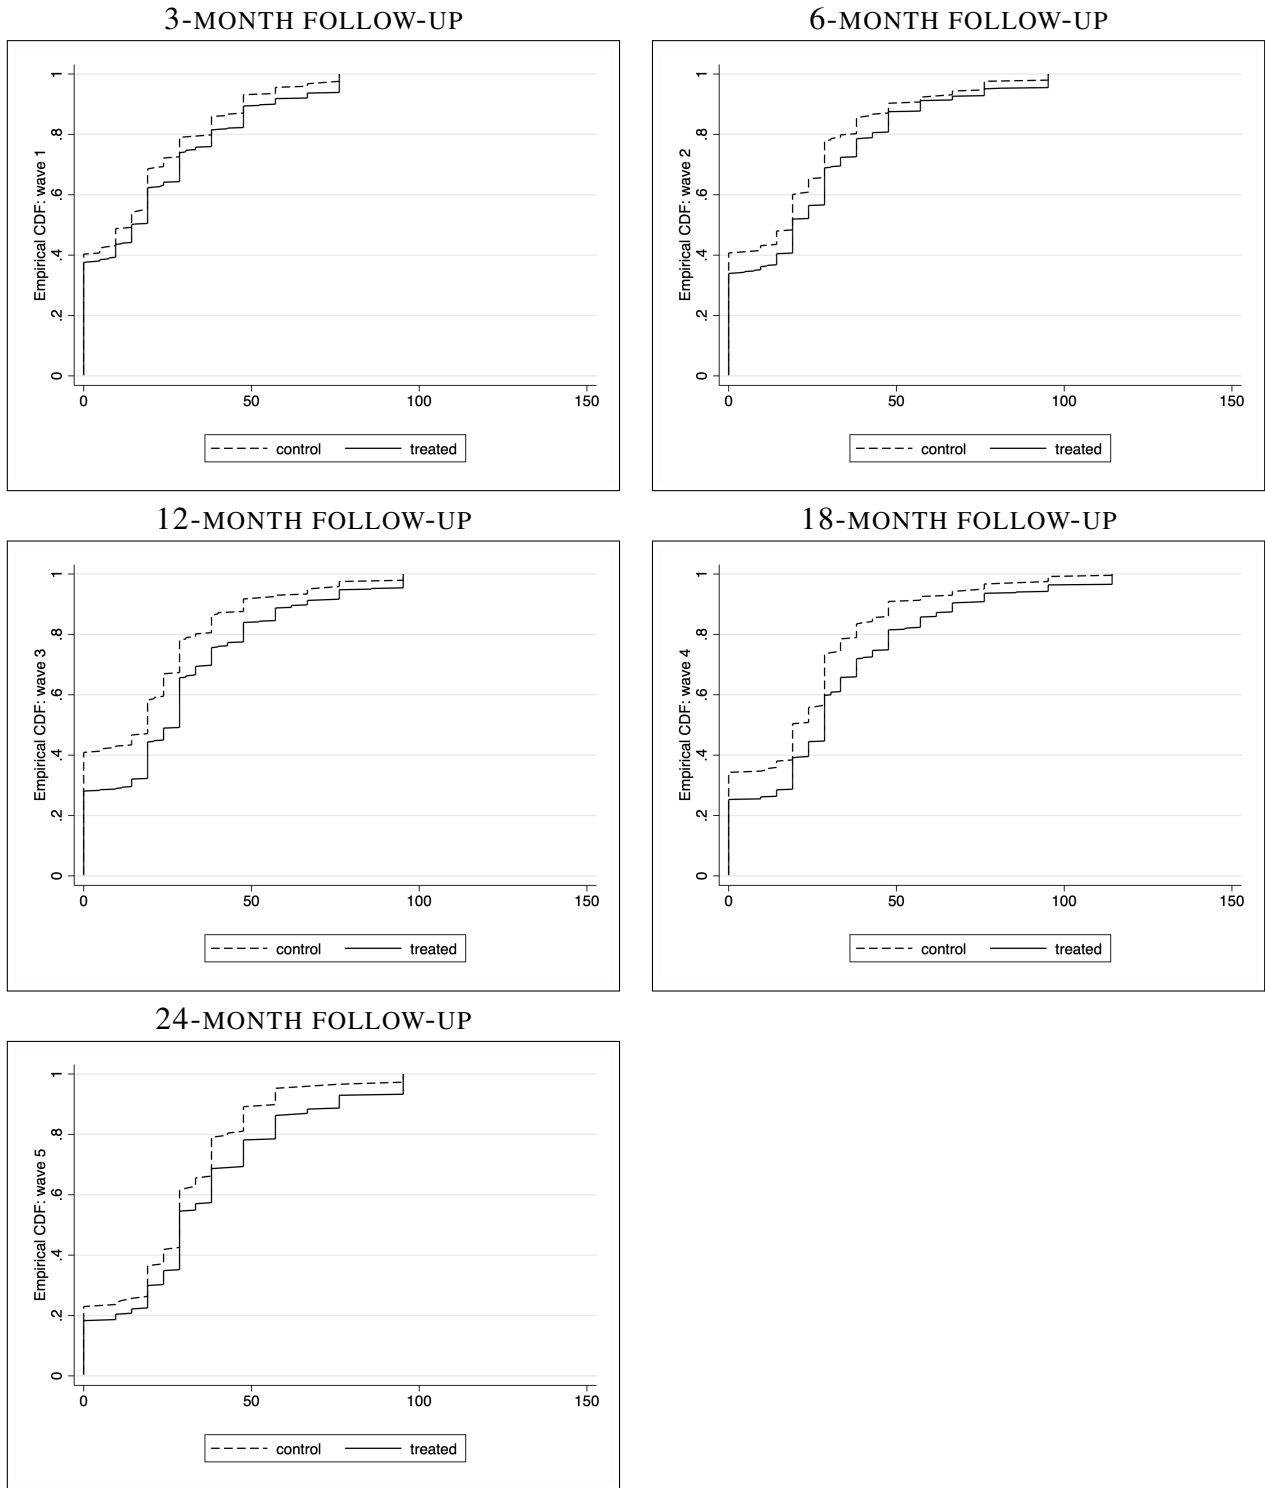 3-MONTH FOLLOW-UP
Empirical CDF: wave 1
0 .2 .4 .6 .8 1
0 50 100 150
control treated
6-MONTH FOLLOW-UP
Empirical CDF: wave 2
0 .2 .4 .6 .8 1
0 50 100 150
control treated
12-MONTH FOLLOW-UP
Empirical CDF: wave 3
0 .2 .4 .6 .8 1
0 50 100 150
control treated
18-MONTH FOLLOW-UP
Empirical CDF: wave 4
0 .2 .4 .6 .8 1
0 50 100 150
control treated
24-MONTH FOLLOW-UP
Empirical CDF: wave 5
0 .2 .4 .6 .8 1
0 50 100 150
control treated